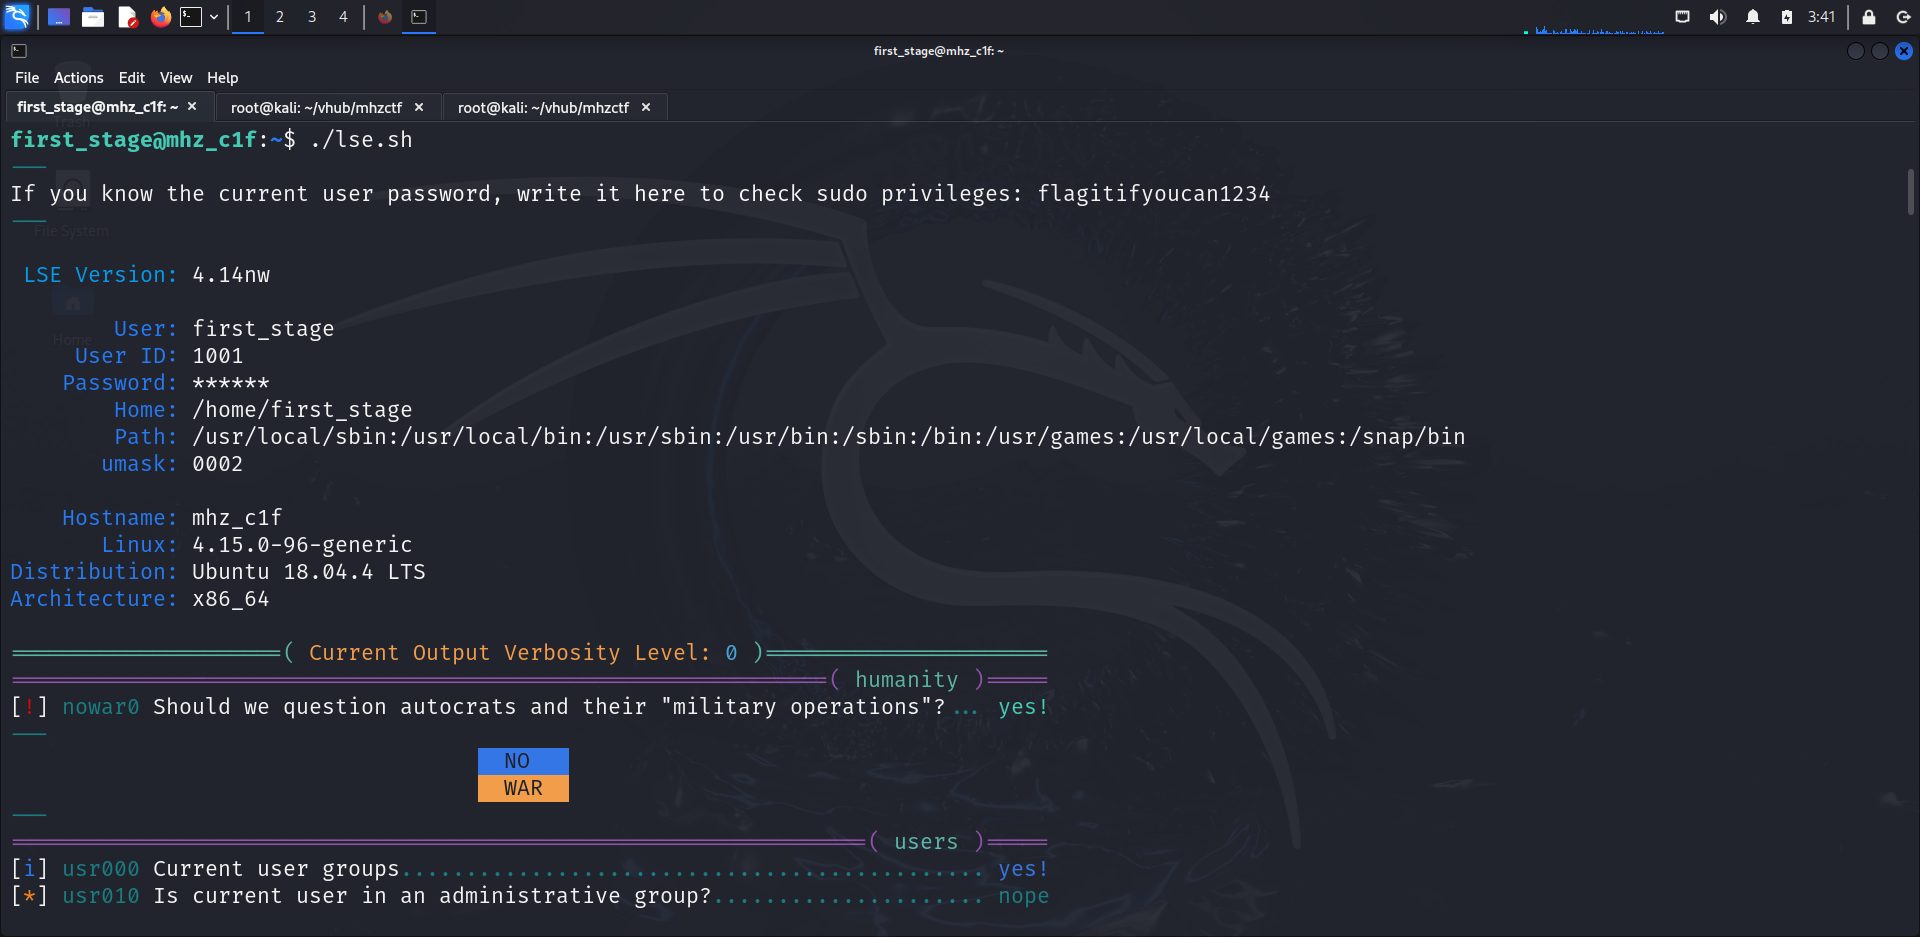 1 2 3 4
3:41
first_stage@mhz_c1f: ~
File Actions Edit View Help
first_stage@mhz_c1f: ~ × root@kali: ~/vhub/mhzctf × root@kali: ~/vhub/mhzctf ×
Trash
first_stage@mhz_c1f:~$ ./lse.sh
If you know the current user password, write it here to check sudo privileges: flagitifyoucan1234
File System
LSE Version: 4.14nw
User: first_stage
Home
User ID: 1001
Password: ******
Home: /home/first_stage
Path: /usr/local/sbin:/usr/local/bin:/usr/sbin:/usr/bin:/sbin:/bin:/usr/games:/usr/local/games:/snap/bin
umask: 0002
Hostname: mhz_c1f
Linux: 4.15.0-96-generic
Distribution: Ubuntu 18.04.4 LTS
Architecture: x86_64
=====================( Current Output Verbosity Level: 0 )======================
================================================================( humanity )=====
[!] nowar0 Should we question autocrats and their "military operations"?... yes!
---
NO
WAR
---
===================================================================( users )=====
[i] usr000 Current user groups............................................. yes!
[*] usr010 Is current user in an administrative group?..................... nope